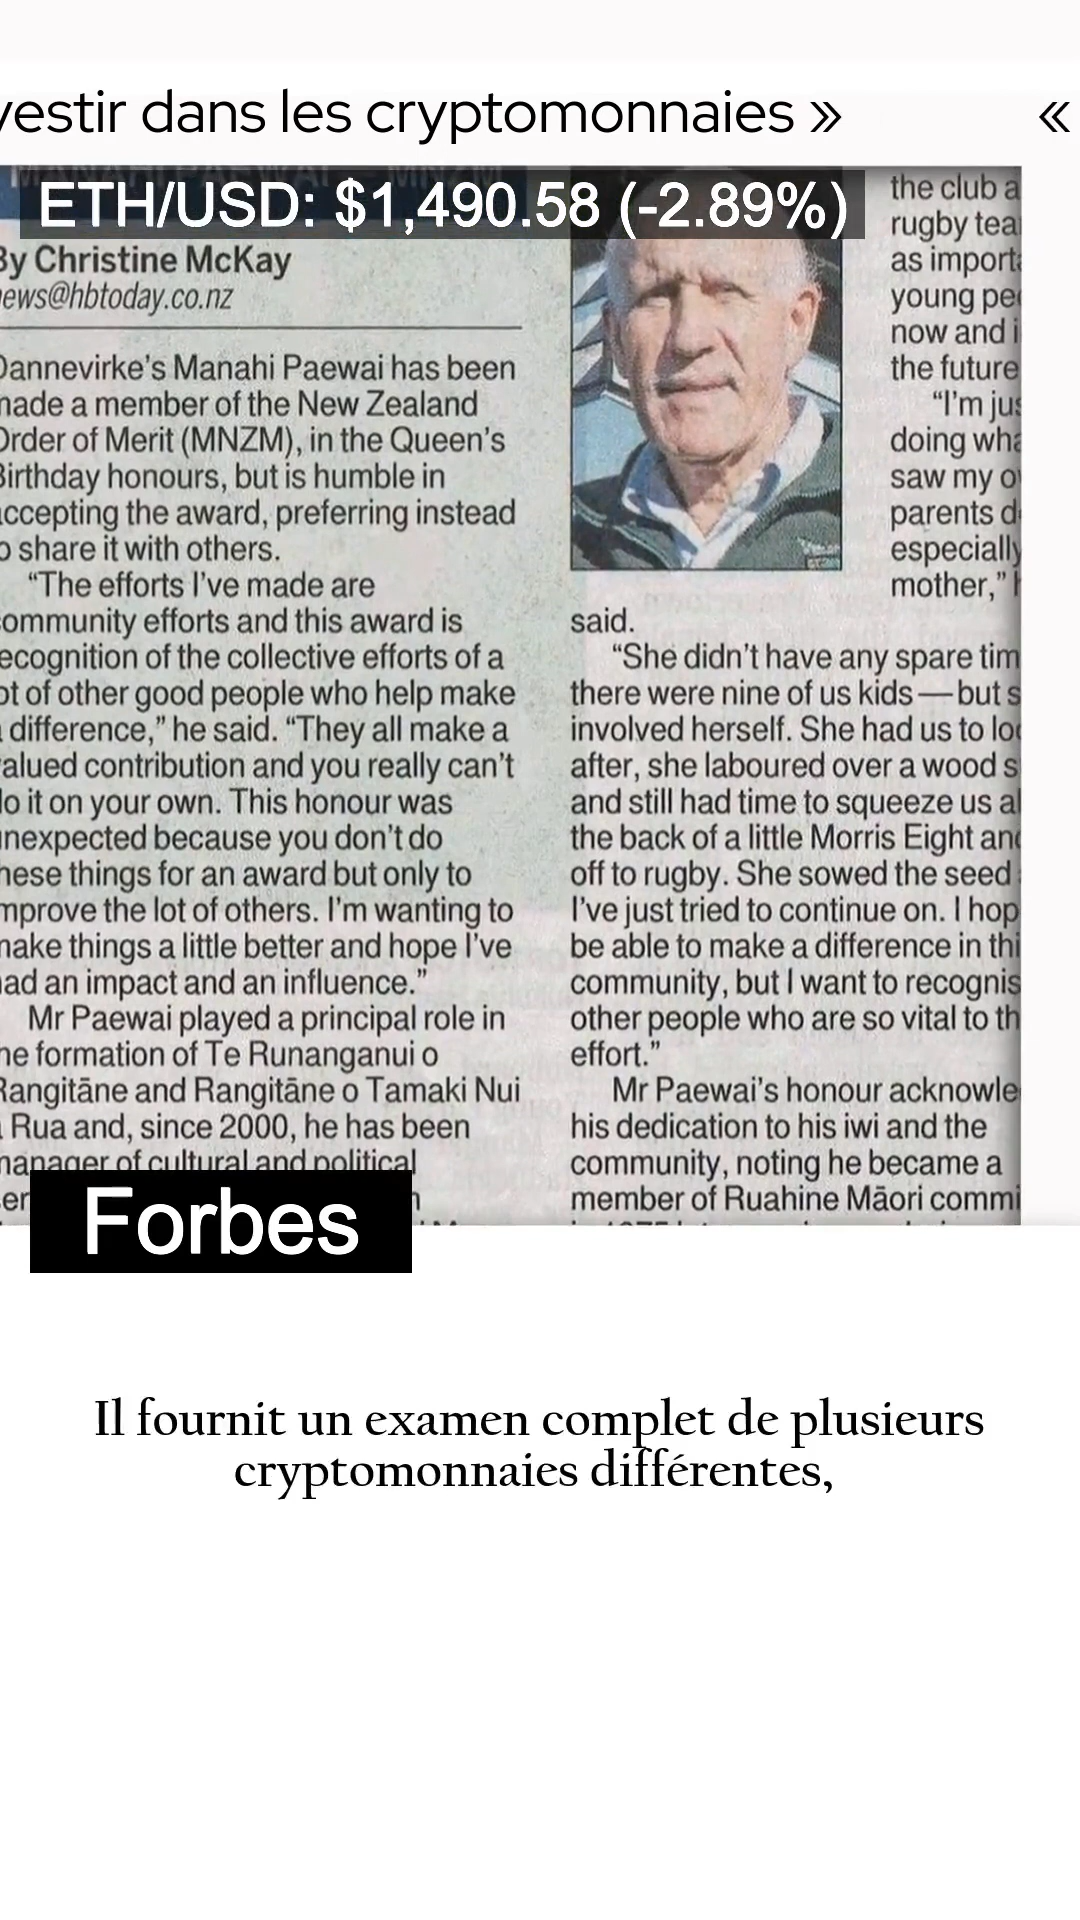 vestir dans les cryptomonnaies » «
ETH/USD: $1,490.58 (-2.89%)
By Christine McKay
news@hbtoday.co.nz
Dannevirke's Manahi Paewai has been
made a member of the New Zealand
Order of Merit (MNZM), in the Queen's
Birthday honours, but is humble in
accepting the award, preferring instead
to share it with others.
“The efforts I've made are
community efforts and this award is
recognition of the collective efforts of a
lot of other good people who help make
a difference,” he said. “They all make a
valued contribution and you really can't
do it on your own. This honour was
unexpected because you don't do
these things for an award but only to
improve the lot of others. I'm wanting to
make things a little better and hope I've
had an impact and an influence.”
Mr Paewai played a principal role in
the formation of Te Runanganui o
Rangitāne and Rangitāne o Tamaki Nui
a Rua and, since 2000, he has been
manager of cultural and political
the club a
rugby tea
as importa
young pe
now and i
the future
“I'm jus
doing wha
saw my o
parents d
especially
mother,” h
said.
“She didn't have any spare tim
there were nine of us kids — but s
involved herself. She had us to loo
after, she laboured over a wood s
and still had time to squeeze us al
the back of a little Morris Eight and
off to rugby. She sowed the seed
I've just tried to continue on. I hop
be able to make a difference in thi
community, but I want to recognis
other people who are so vital to th
effort.”
Mr Paewai's honour acknowle
his dedication to his iwi and the
community, noting he became a
member of Ruahine Māori commi
Forbes
Il fournit un examen complet de plusieurs
cryptomonnaies différentes,